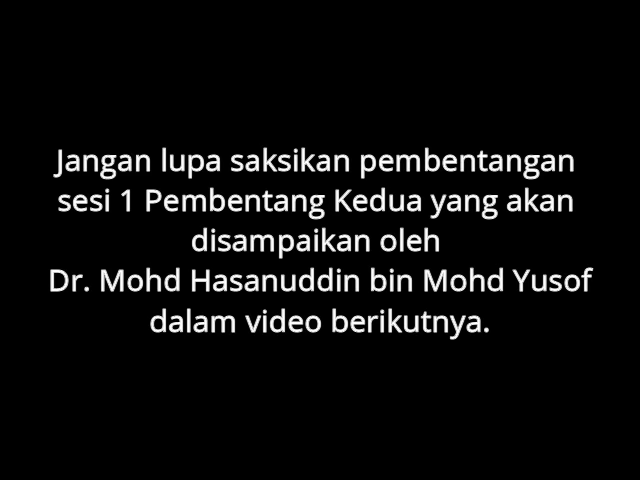 Jangan lupa saksikan pembentangan
sesi 1 Pembentang Kedua yang akan
disampaikan oleh
Dr. Mohd Hasanuddin bin Mohd Yusof
dalam video berikutnya.